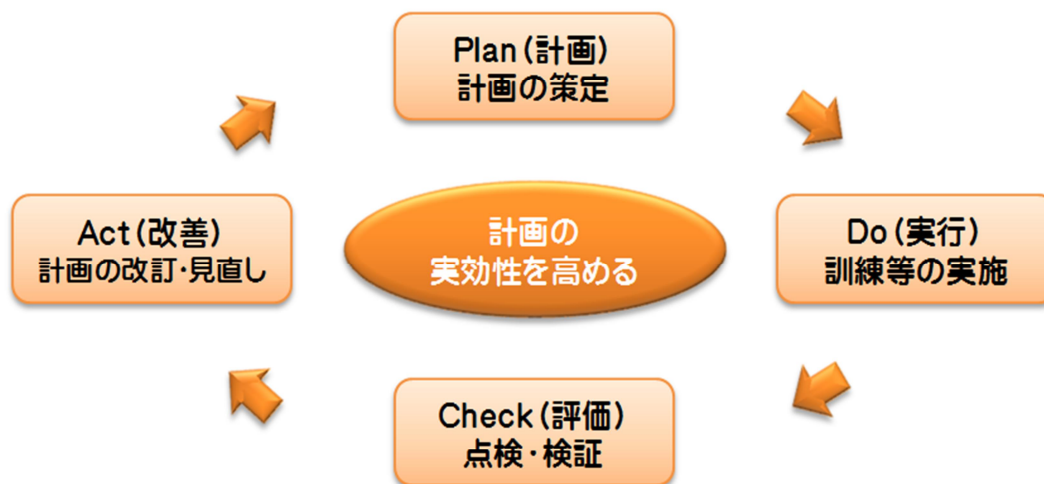 Plan(計画)
計画の策定
Act(改善)
計画の改訂・見直し
計画の
実効性を高める
Do(実行)
訓練等の実施
Check(評価)
点検・検証